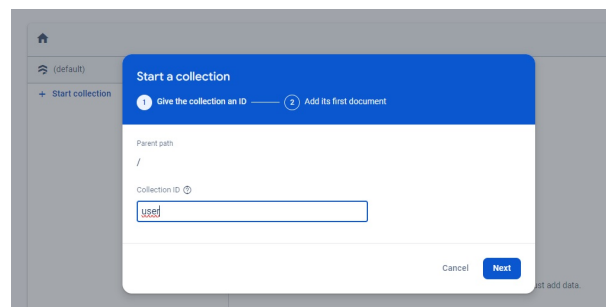 (default)
+ Start collection
Start a collection
1 Give the collection an ID 2 Add its first document
Parent path
/
Collection ID ?
user
Cancel Next
ust add data.